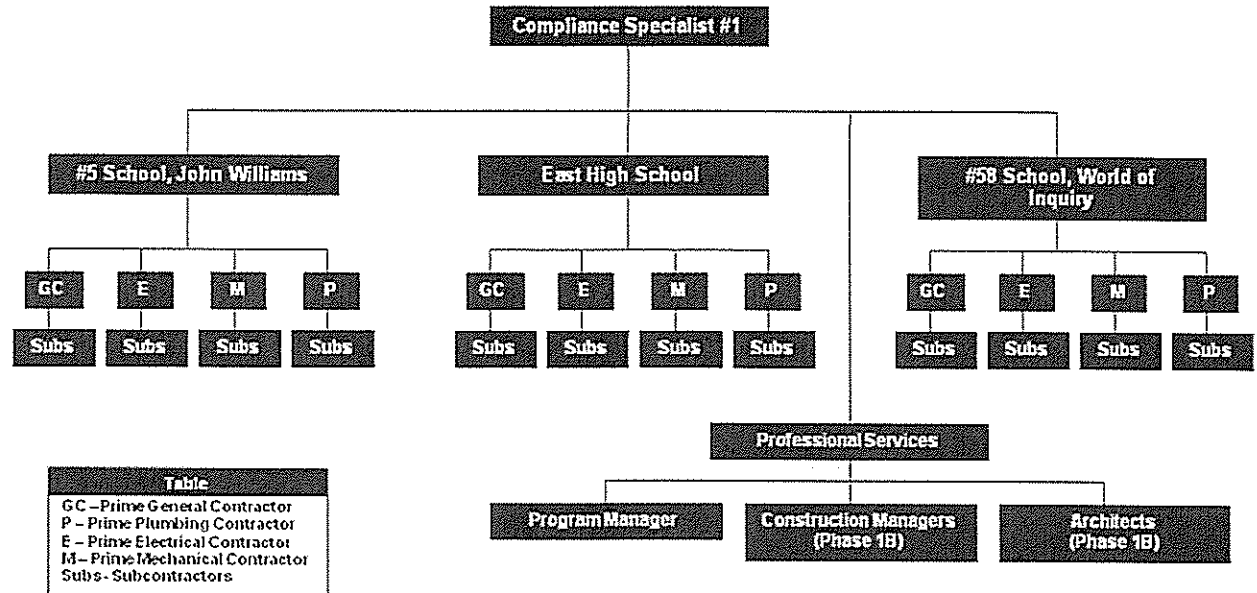 Compliance Specialist #1
#5 School, John Williams
East High School
#58 School, World of
Inquiry
GC E M P
GC E M P
GC E M P
Subs Subs Subs Subs
Subs Subs Subs Subs
Subs Subs Subs Subs
Professional Services
Program Manager
Construction Managers
(Phase 1B)
Architects
(Phase 1B)
Table
GC –Prime General Contractor
P – Prime Plumbing Contractor
E – Prime Electrical Contractor
M – Prime Mechanical Contractor
Subs - Subcontractors